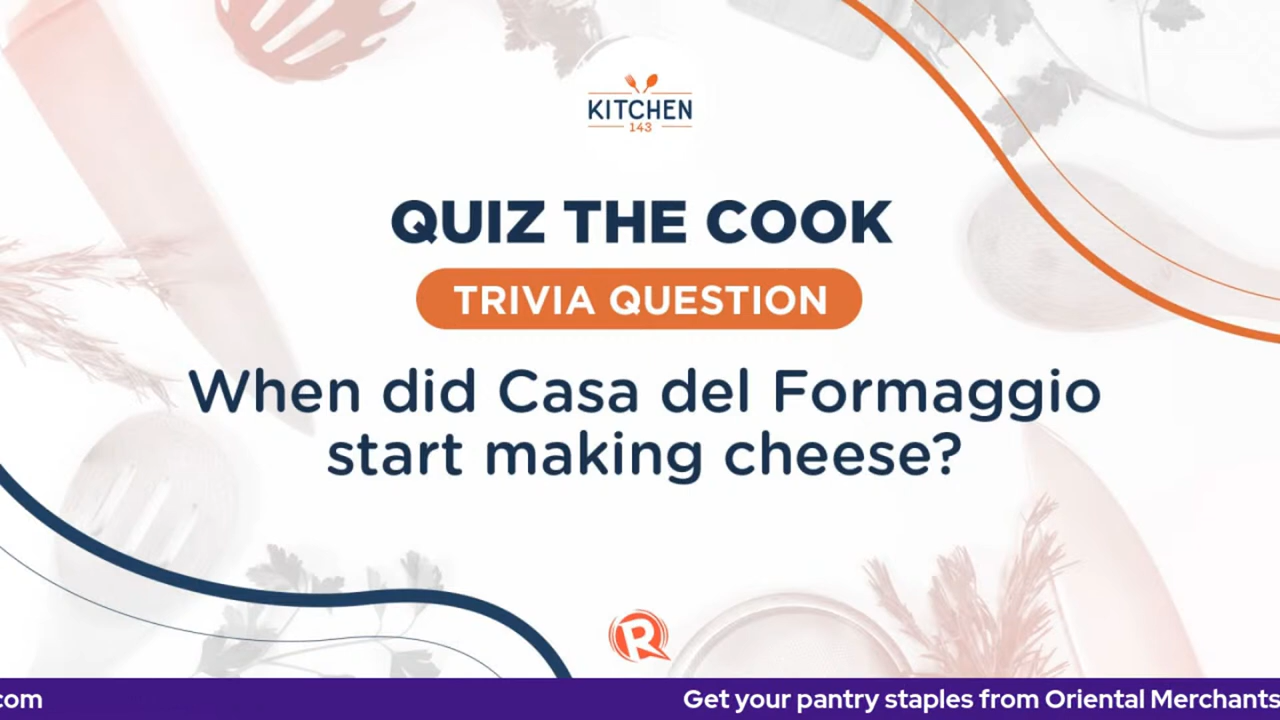 KITCHEN
143
QUIZ THE COOK
TRIVIA QUESTION
When did Casa del Formaggio
start making cheese?
R
com
Get your pantry staples from Oriental Merchants